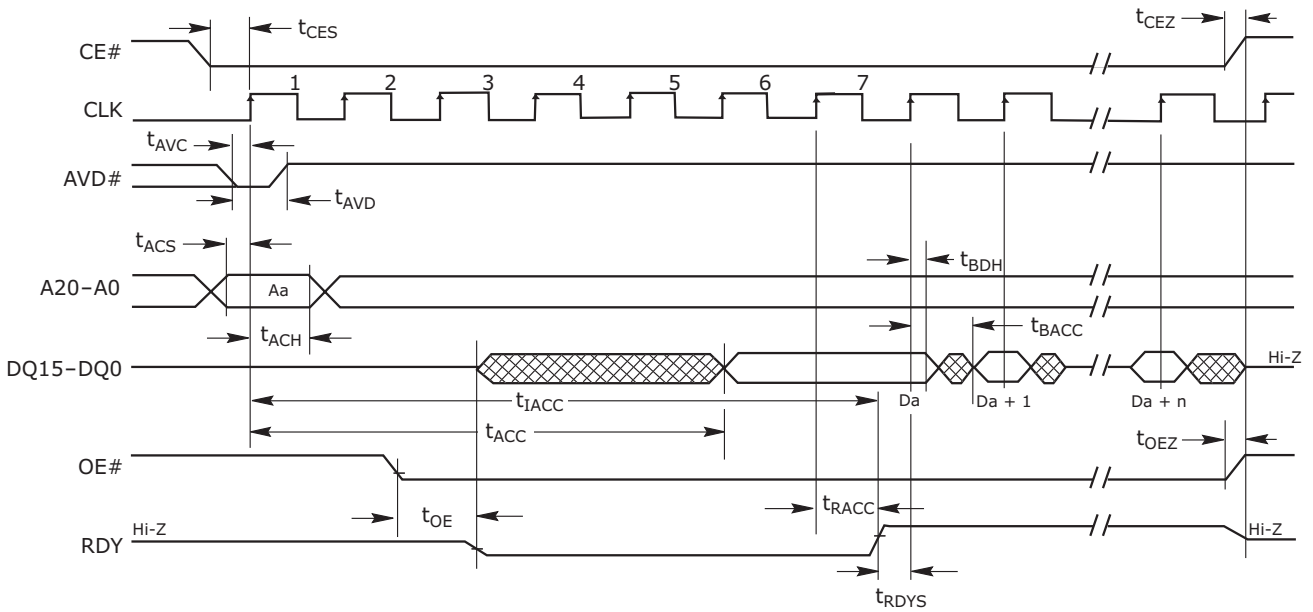 tCES
tCEZ
CE#
1 2 3 4 5 6 7
CLK
tAVC
AVD#
tAVD
tACS
tBDH
A20–A0
Aa
tACH
tBACC
DQ15–DQ0
Hi-Z
Da Da + 1 Da + n
tIACC
tACC
tOEZ
OE#
tOE
tRACC
Hi-Z
Hi-Z
RDY
tRDYS